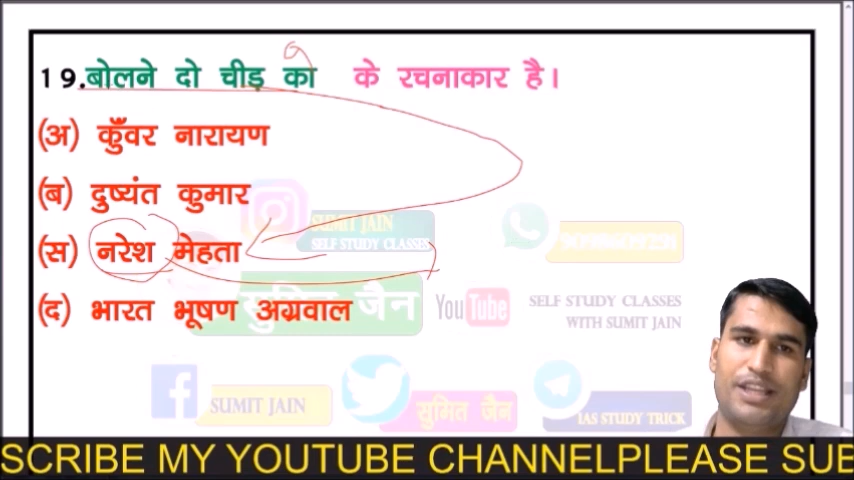 19.बोलने दो चीड़ को के रचनाकार है।
(अ) कुँवर नारायण
(ब) दुष्यंत कुमार
SUMIT JAIN
SELF STUDY CLASSES
(स) नरेश मेहता
सुमित जैन
YouTube
SELF STUDY CLASSES
WITH SUMIT JAIN
(द) भारत भूषण अग्रवाल
SUMIT JAIN
सुमित जैन
IAS STUDY TRICK
SCRIBE MY YOUTUBE CHANNELPLEASE SUB